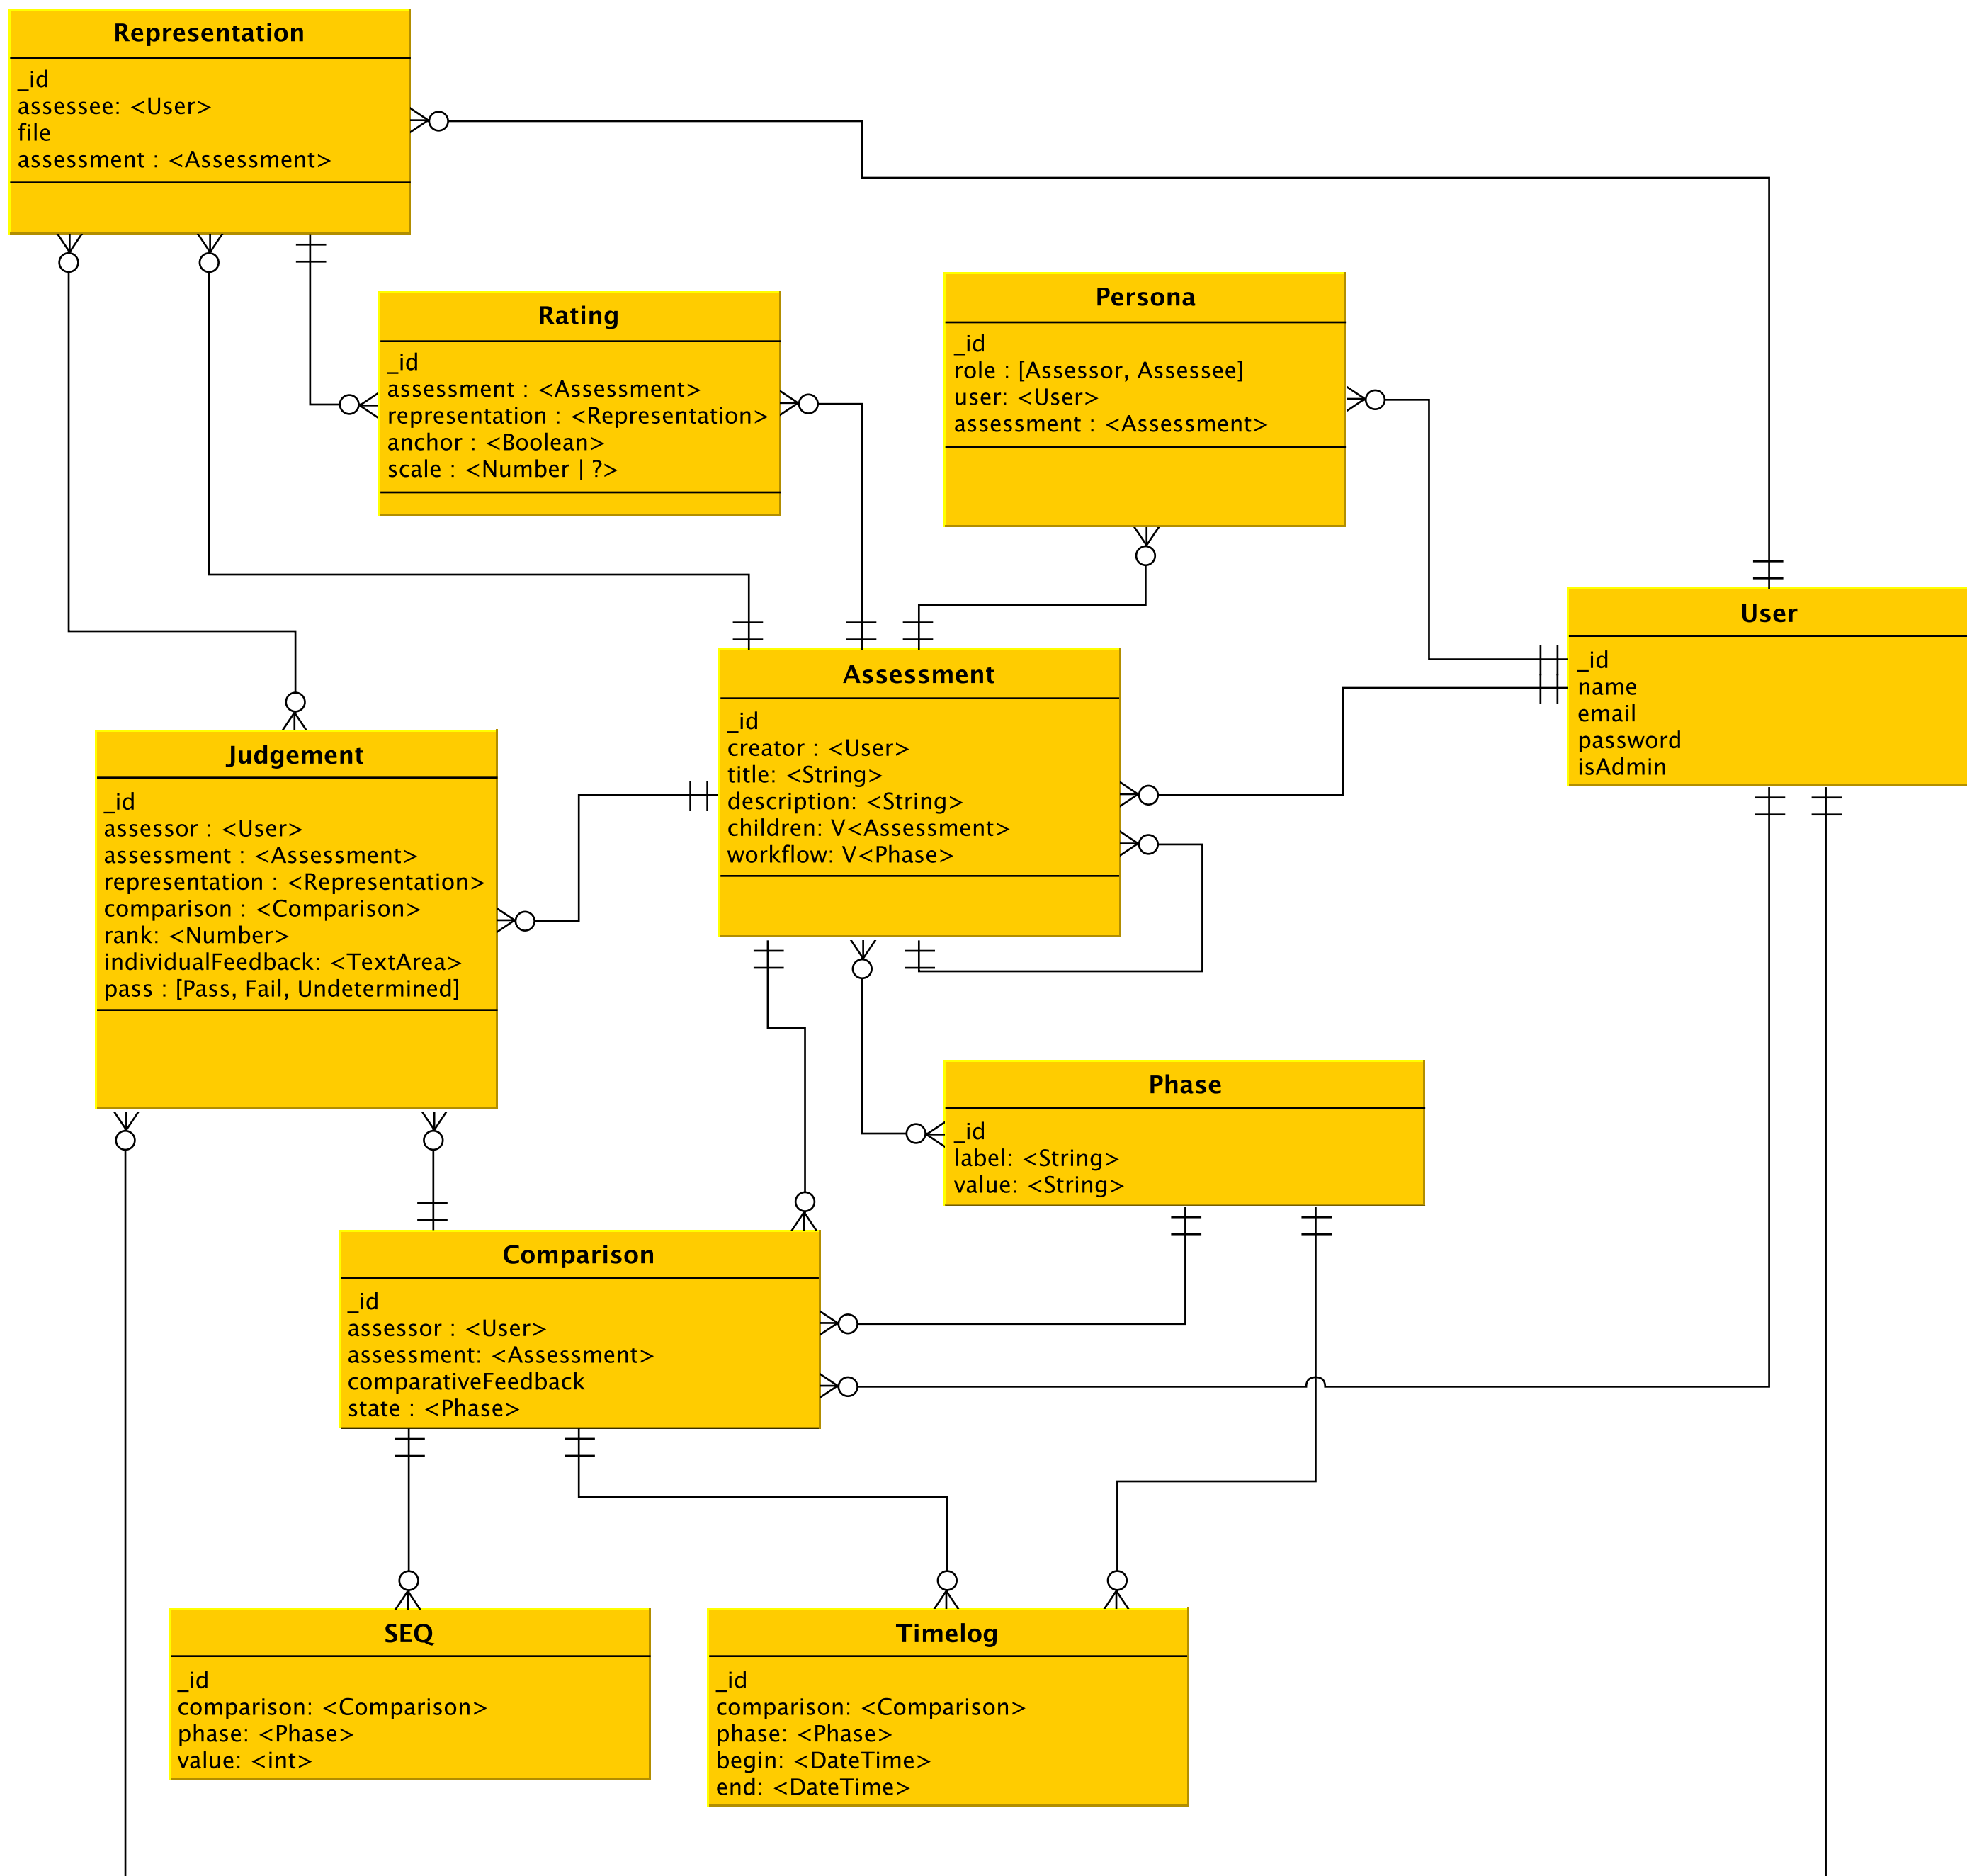 Representation
_id
assessee: <User>
file
assessment : <Assessment>
Rating
_id
assessment : <Assessment>
representation : <Representation>
anchor : <Boolean>
scale : <Number | ?>
Persona
_id
role : [Assessor, Assessee]
user: <User>
assessment : <Assessment>
User
_id
name
email
password
isAdmin
Assessment
_id
creator : <User>
title: <String>
description: <String>
children: V<Assessment>
workflow: V<Phase>
Judgement
_id
assessor : <User>
assessment : <Assessment>
representation : <Representation>
comparison : <Comparison>
rank: <Number>
individualFeedback: <TextArea>
pass : [Pass, Fail, Undetermined]
Phase
_id
label: <String>
value: <String>
Comparison
_id
assessor : <User>
assessment: <Assessment>
comparativeFeedback
state : <Phase>
SEQ
_id
comparison: <Comparison>
phase: <Phase>
value: <int>
Timelog
_id
comparison: <Comparison>
phase: <Phase>
begin: <DateTime>
end: <DateTime>